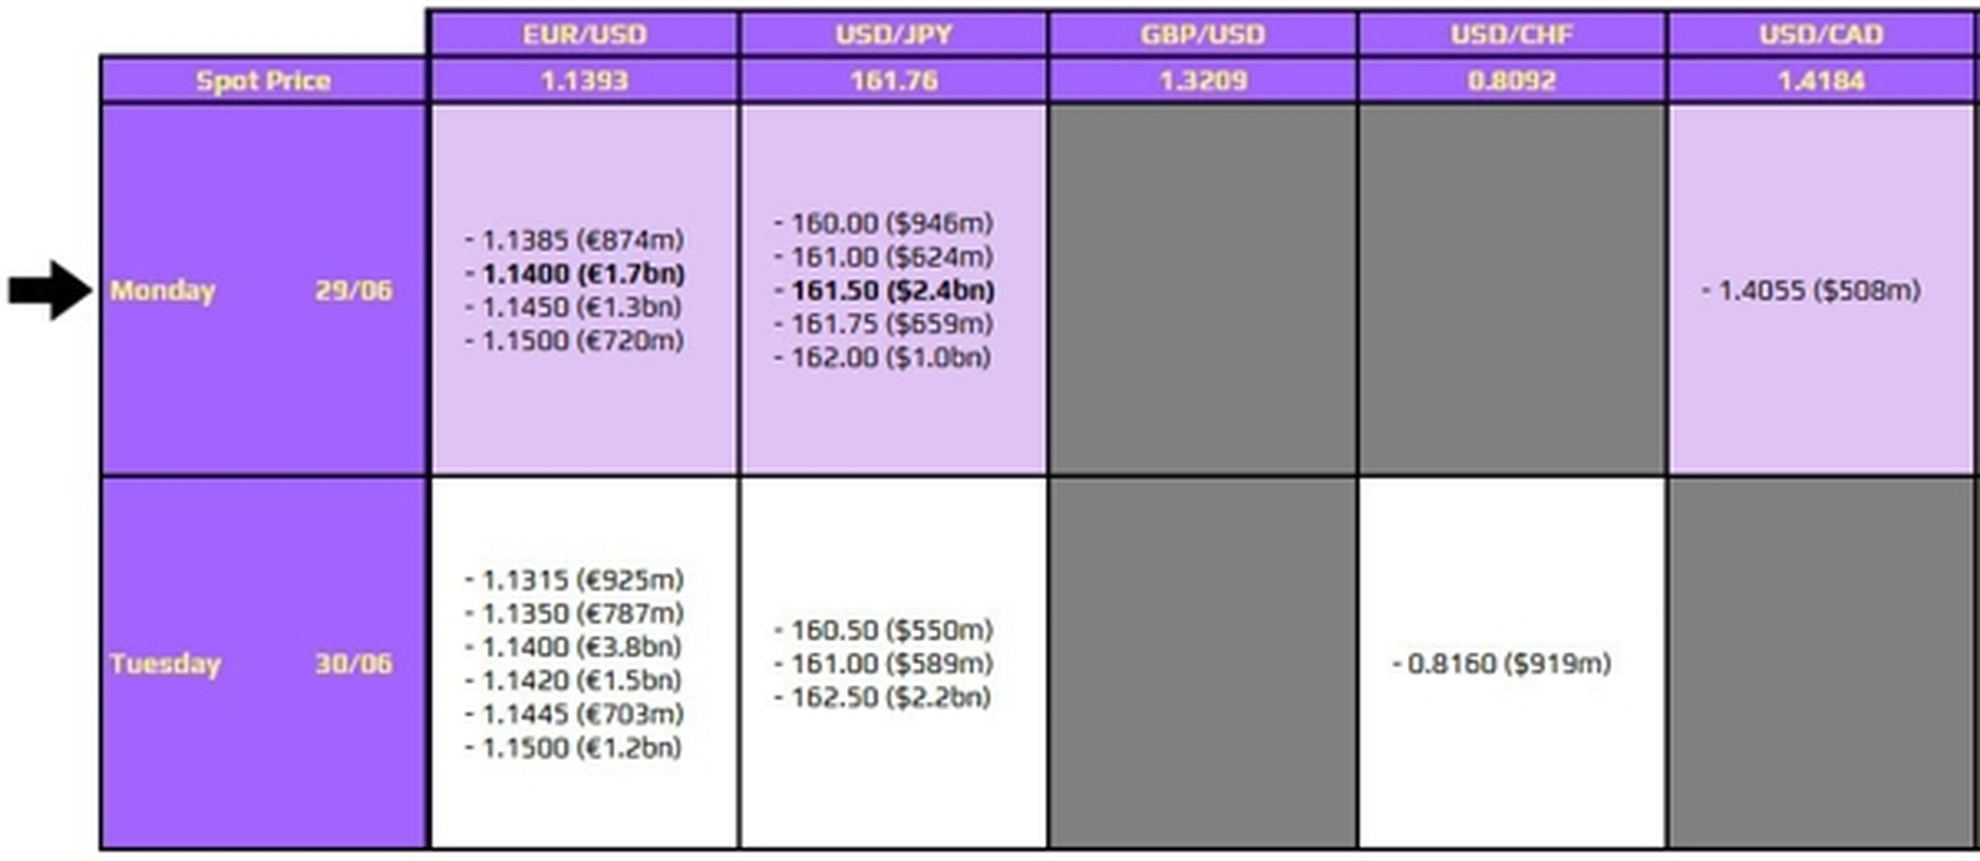 EUR/USD USD/JPY GBP/USD USD/CHF USD/CAD
Spot Price 1.1393 161.76 1.3209 0.8092 1.4184
Monday 29/06
- 1.1385 (€874m)
- 1.1400 (€1.7bn)
- 1.1450 (€1.3bn)
- 1.1500 (€720m)
- 160.00 ($946m)
- 161.00 ($624m)
- 161.50 ($2.4bn)
- 161.75 ($659m)
- 162.00 ($1.0bn)
- 1.4055 ($508m)
Tuesday 30/06
- 1.1315 (€925m)
- 1.1350 (€787m)
- 1.1400 (€3.8bn)
- 1.1420 (€1.5bn)
- 1.1445 (€703m)
- 1.1500 (€1.2bn)
- 160.50 ($550m)
- 161.00 ($589m)
- 162.50 ($2.2bn)
- 0.8160 ($919m)